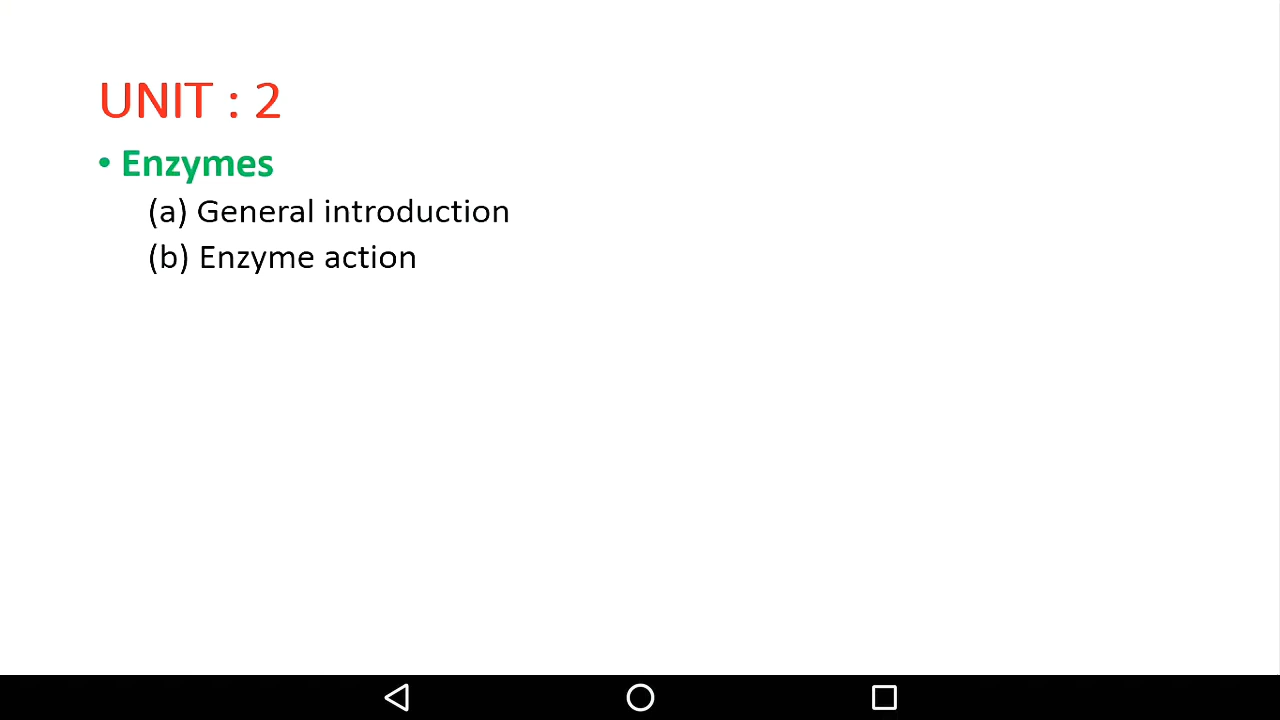 UNIT : 2
• Enzymes
(a) General introduction
(b) Enzyme action